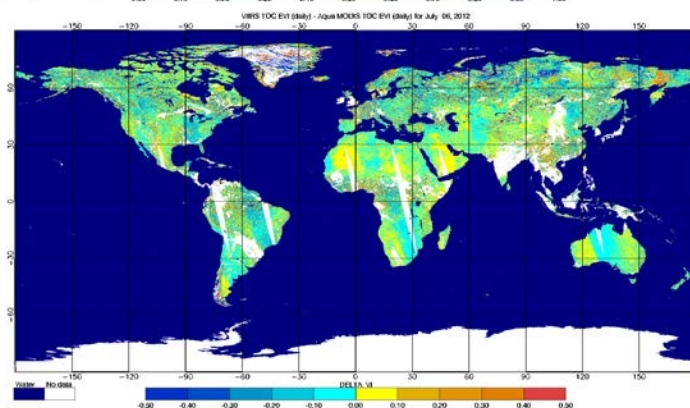 VIIRS TOC EVI (daily) - Aqua MODIS TOC EVI (daily) for July 06, 2012
-150 -120 -90 -60 -30 0 30 60 90 120 150
60
30
0
-30
-60
-150 -120 -90 -60 -30 0 30 60 90 120 150
Water No data DELTA_VI
-0.50 -0.40 -0.30 -0.20 -0.10 0.00 0.10 0.20 0.30 0.40 0.50